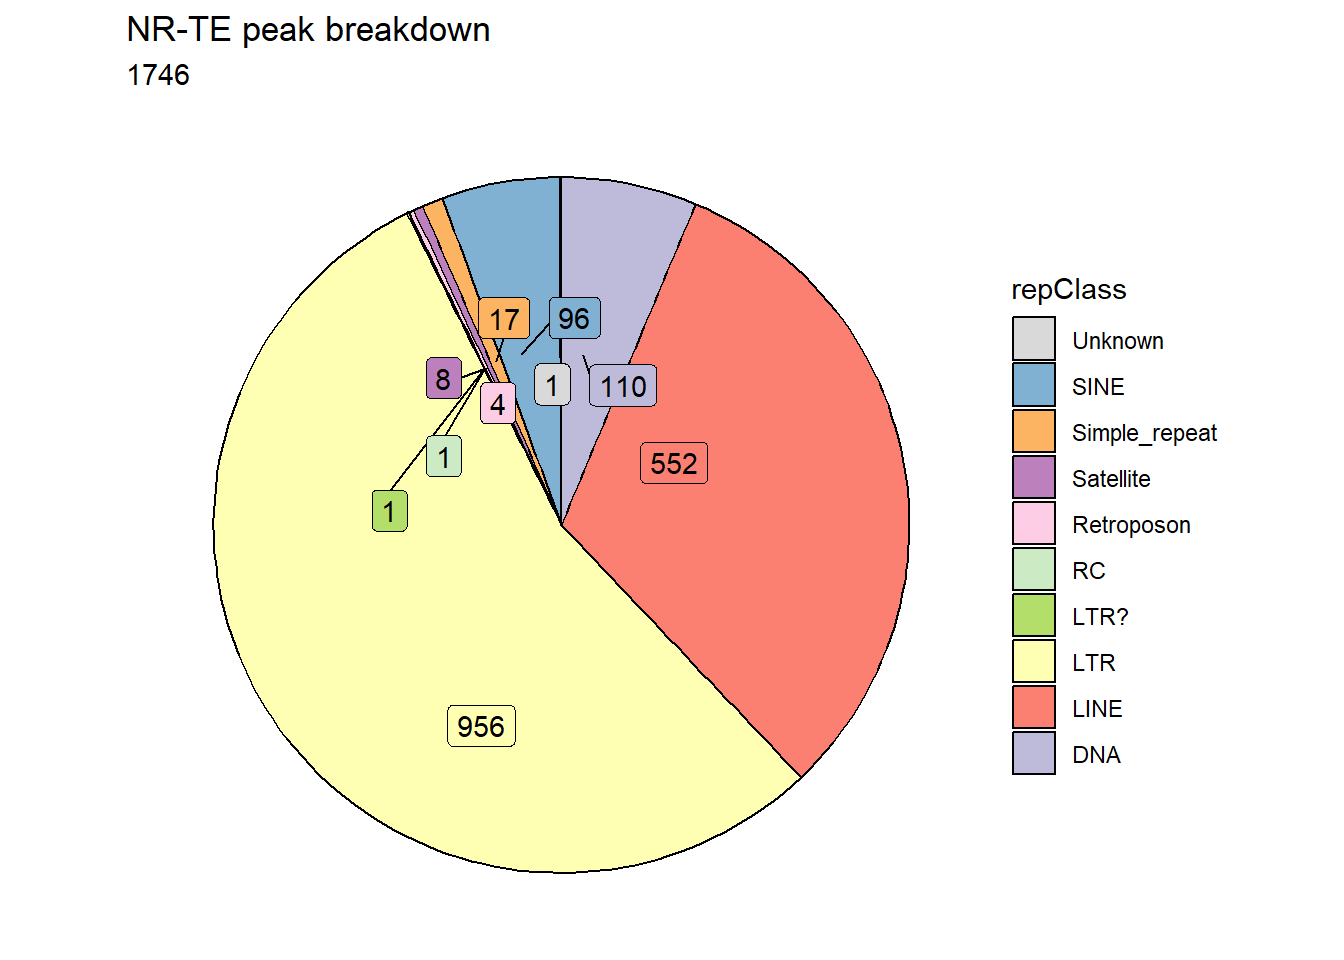 NR-TE peak breakdown
1746
17
96
8
1
110
4
1
552
1
956
repClass
Unknown
SINE
Simple_repeat
Satellite
Retroposon
RC
LTR?
LTR
LINE
DNA